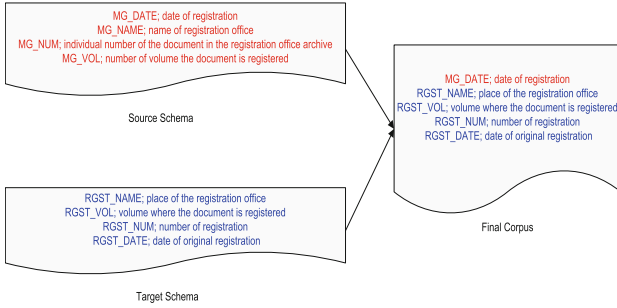 MG_DATE; date of registration
MG_NAME; name of registration office
MG_NUM; individual number of the document in the registration office archive
MG_VOL; number of volume the document is registered
Source Schema
RGST_NAME; place of the registration office
RGST_VOL; volume where the document is registered
RGST_NUM; number of registration
RGST_DATE; date of original registration
Target Schema
MG_DATE; date of registration
RGST_NAME; place of the registration office
RGST_VOL; volume where the document is registered
RGST_NUM; number of registration
RGST_DATE; date of original registration
Final Corpus